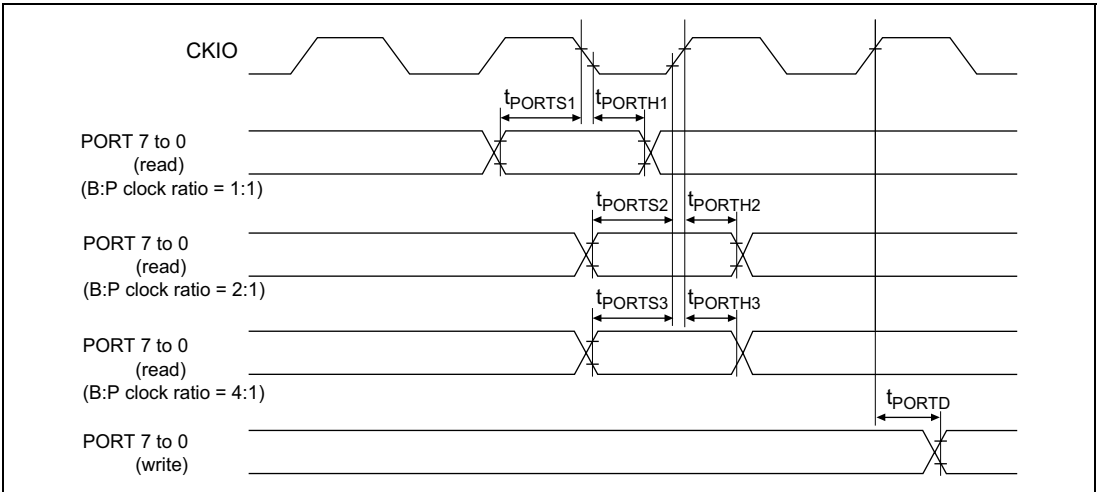 CKIO
tPORTS1 tPORTH1
PORT 7 to 0
(read)
(B:P clock ratio = 1:1)
tPORTS2 tPORTH2
PORT 7 to 0
(read)
(B:P clock ratio = 2:1)
tPORTS3 tPORTH3
PORT 7 to 0
(read)
(B:P clock ratio = 4:1)
tPORTD
PORT 7 to 0
(write)